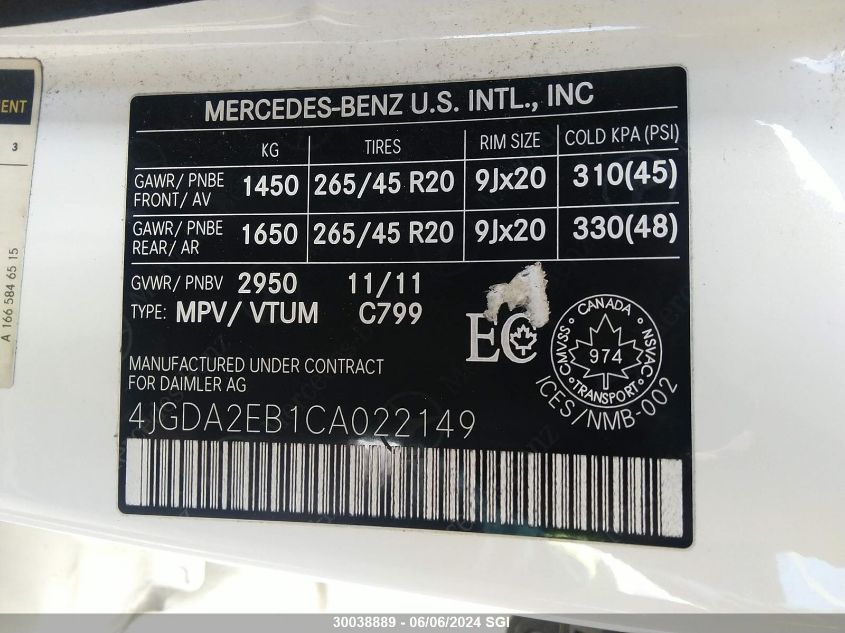 MENT
3
A 166 584 65 15
MERCEDES-BENZ U.S. INTL., INC
KG TIRES RIM SIZE COLD KPA (PSI)
GAWR/ PNBE FRONT/ AV 1450 265/45 R20 9Jx20 310(45)
GAWR/ PNBE REAR/ AR 1650 265/45 R20 9Jx20 330(48)
GVWR/ PNBV 2950 11/11
TYPE: MPV/ VTUM C799
EC
CANADA
CMVSS 974 NSVAC
TRANSPORT
ICES/NMB-002
MANUFACTURED UNDER CONTRACT
FOR DAIMLER AG
4JGDA2EB1CA022149
30038889 - 06/06/2024 SGI